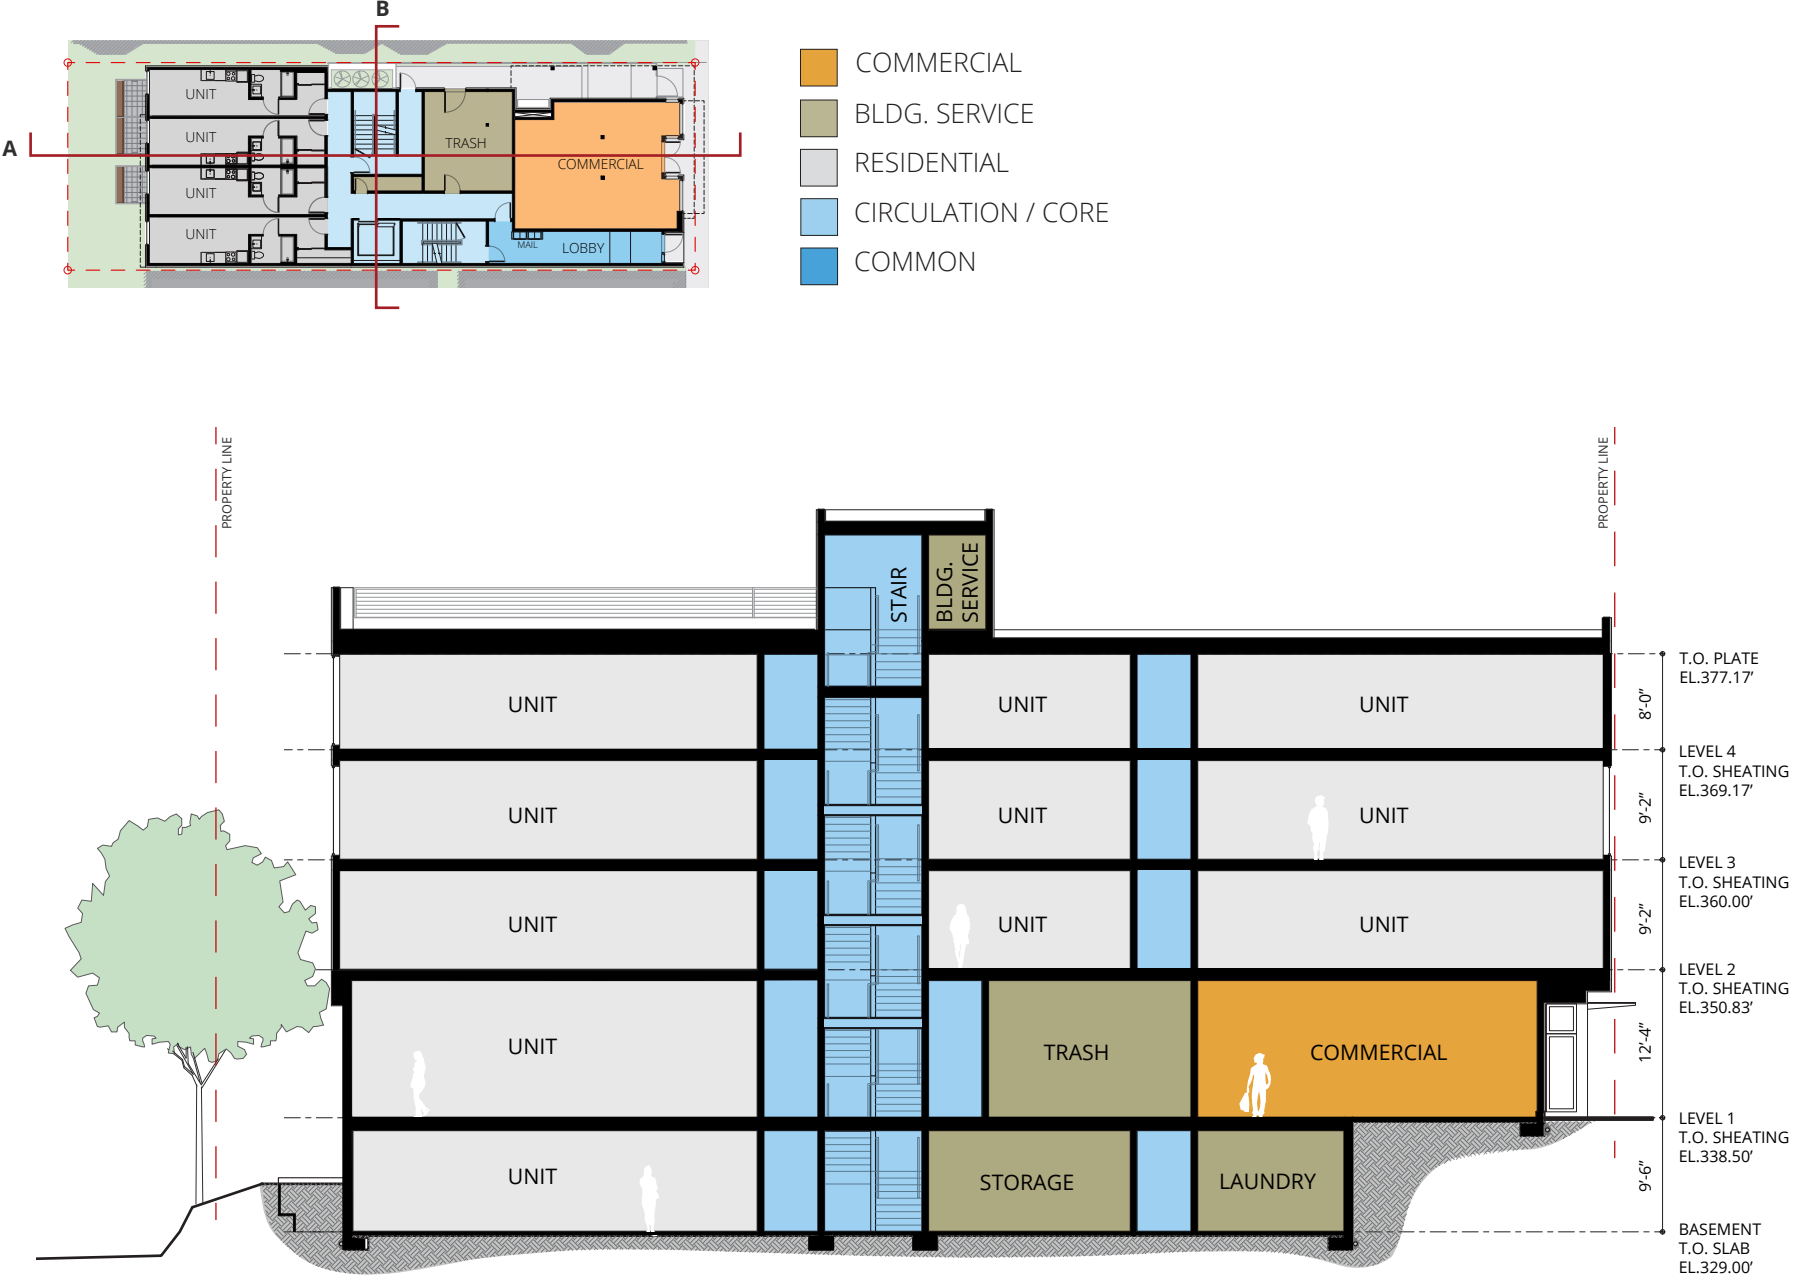 B
A
UNIT
UNIT
UNIT
UNIT
TRASH
COMMERCIAL
MAIL
LOBBY
COMMERCIAL
BLDG. SERVICE
RESIDENTIAL
CIRCULATION / CORE
COMMON
PROPERTY LINE
PROPERTY LINE
STAIR
BLDG.
SERVICE
UNIT
UNIT
UNIT
UNIT
UNIT
UNIT
UNIT
UNIT
UNIT
UNIT
TRASH
COMMERCIAL
UNIT
STORAGE
LAUNDRY
T.O. PLATE
EL.377.17'
8'-0"
LEVEL 4
T.O. SHEATING
EL.369.17'
9'-2"
LEVEL 3
T.O. SHEATING
EL.360.00'
9'-2"
LEVEL 2
T.O. SHEATING
EL.350.83'
12'-4"
LEVEL 1
T.O. SHEATING
EL.338.50'
9'-6"
BASEMENT
T.O. SLAB
EL.329.00'